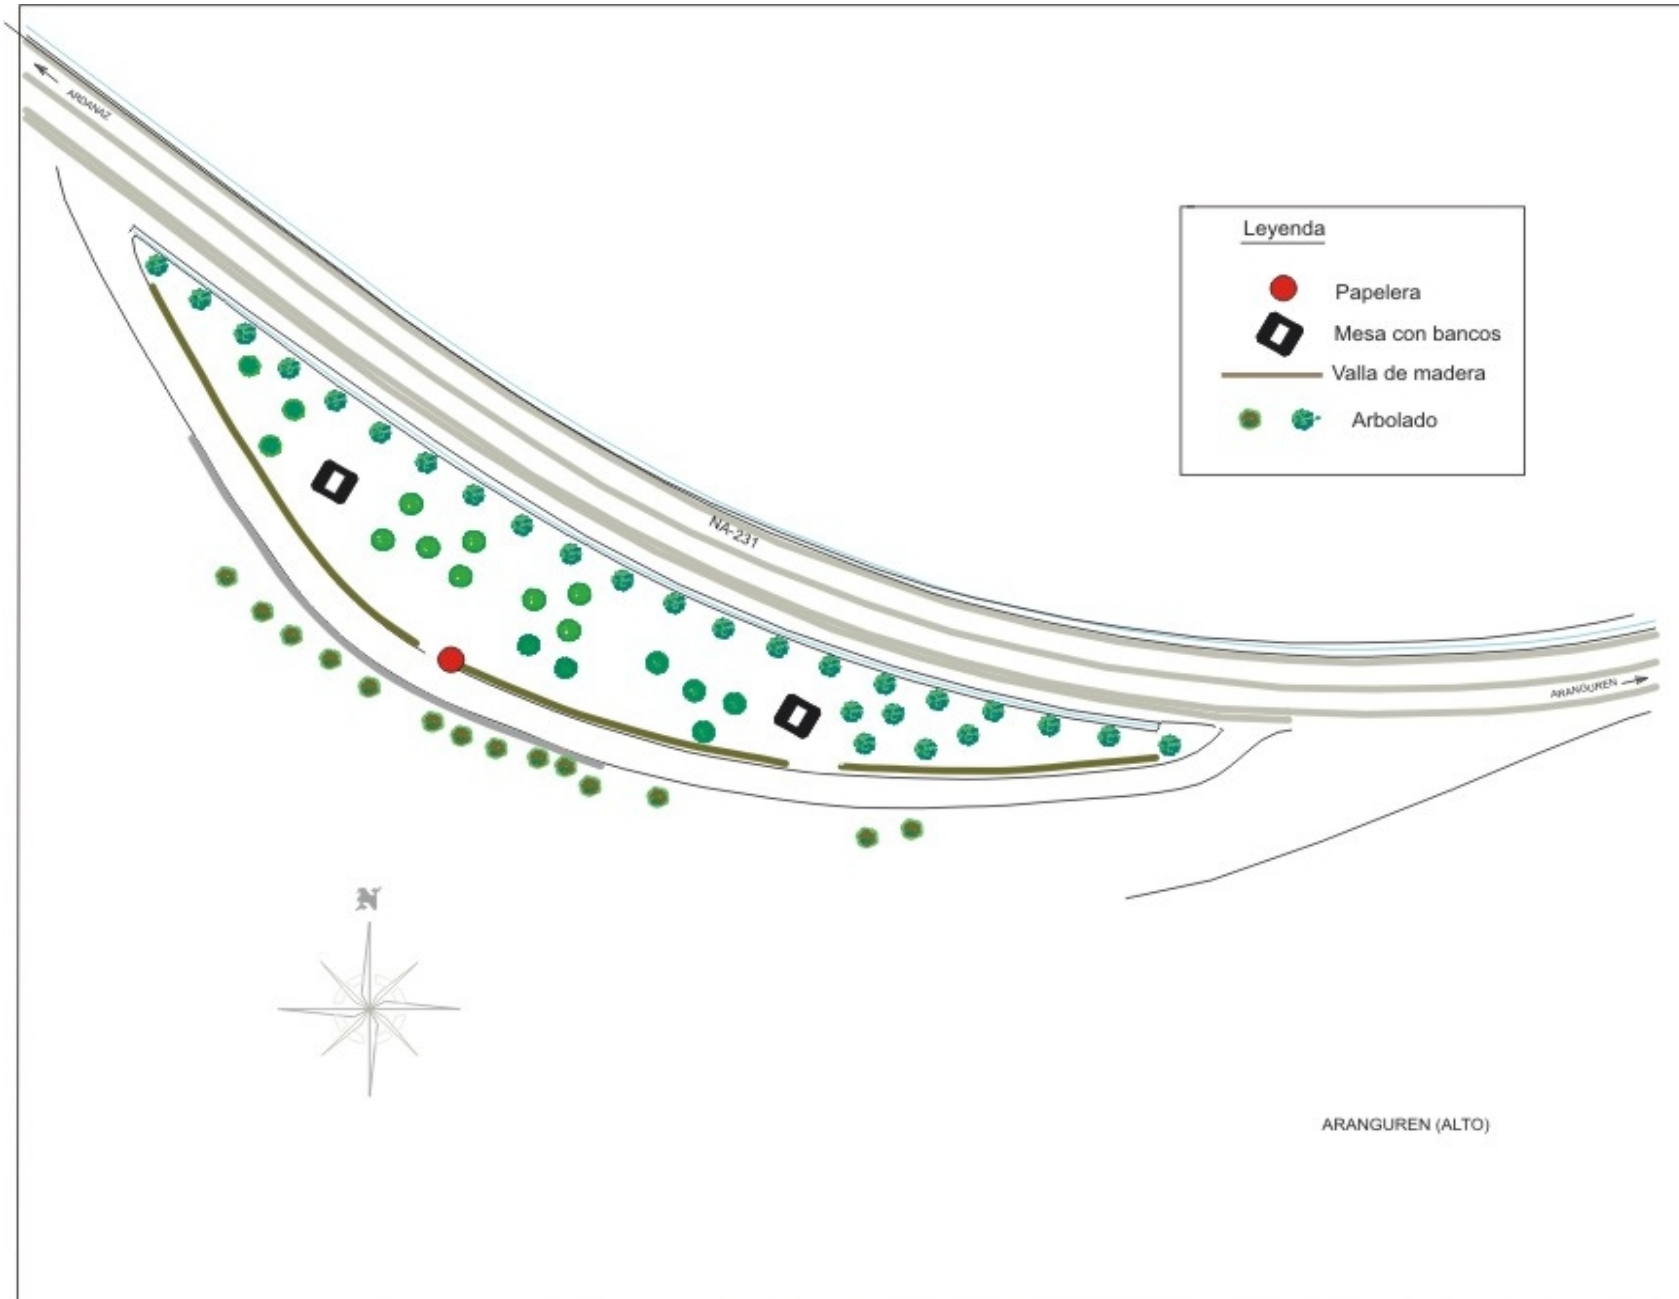 ARDANAZ
Leyenda
Papelera
Mesa con bancos
Valla de madera
Arbolado
NA-231
ARANGUREN
N
ARANGUREN (ALTO)